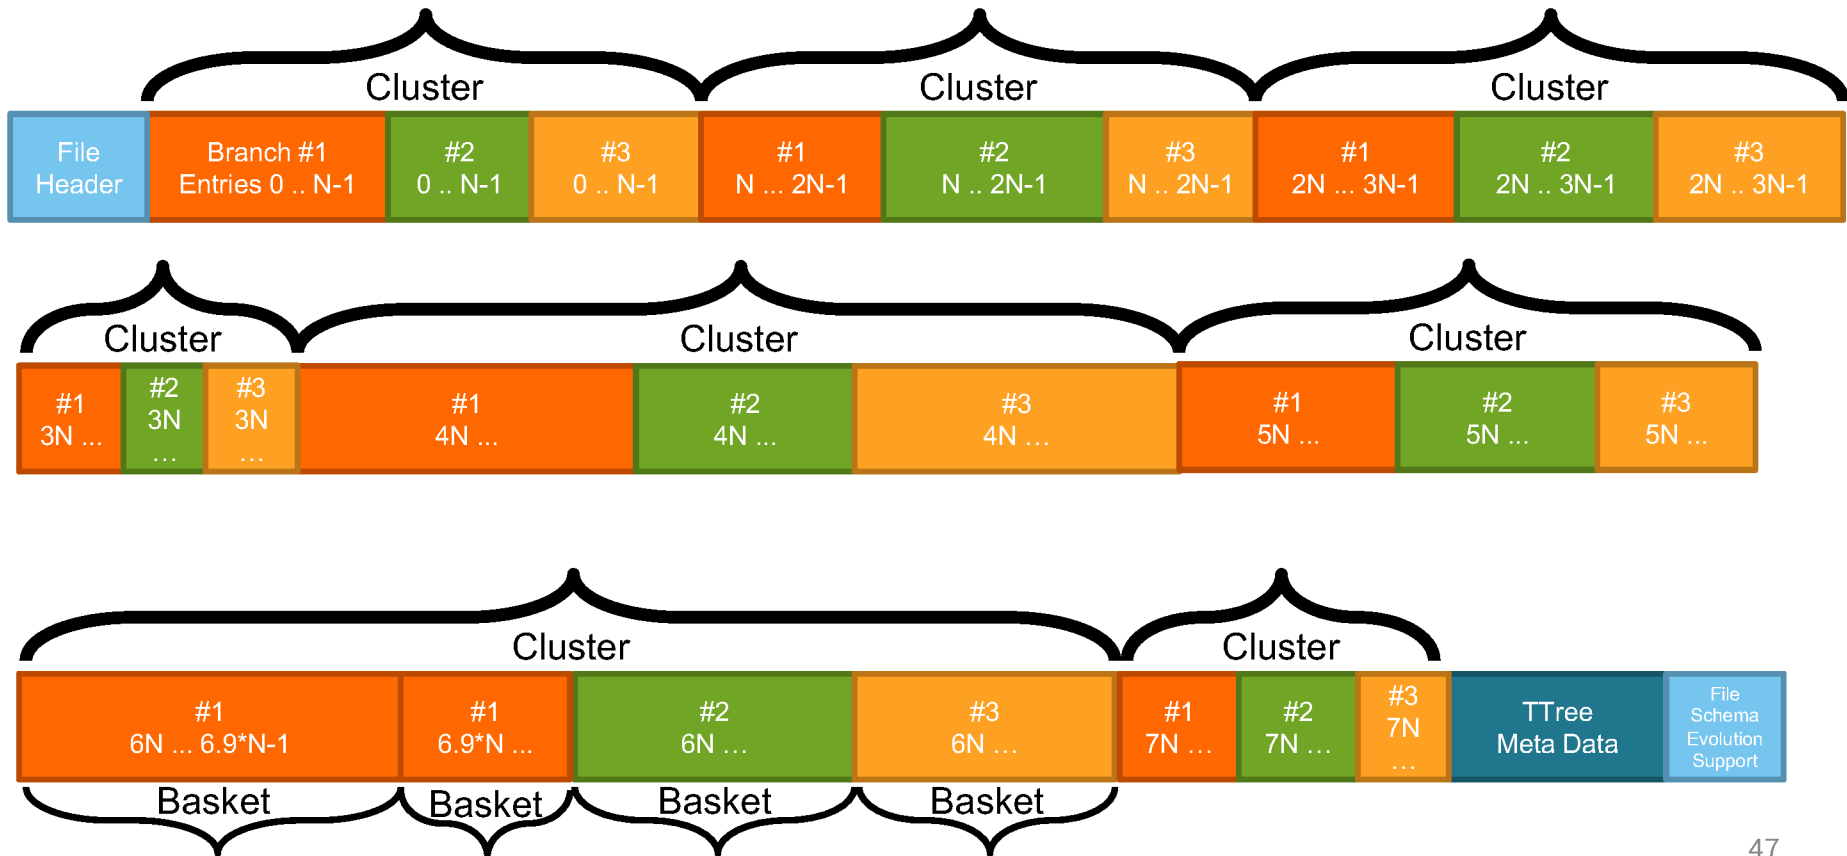 Cluster
Cluster
Cluster
File
Header
Branch #1
Entries 0 .. N-1
#2
0 .. N-1
#3
0 .. N-1
#1
N ... 2N-1
#2
N .. 2N-1
#3
N .. 2N-1
#1
2N ... 3N-1
#2
2N .. 3N-1
#3
2N .. 3N-1
Cluster
Cluster
Cluster
#1
3N ...
#2
3N
...
#3
3N
...
#1
4N ...
#2
4N ...
#3
4N ...
#1
5N ...
#2
5N ...
#3
5N ...
Cluster
Cluster
#1
6N ... 6.9*N-1
#1
6.9*N ...
#2
6N ...
#3
6N ...
#1
7N ...
#2
7N ...
#3
7N
...
TTree
Meta Data
File
Schema
Evolution
Support
Basket
Basket
Basket
Basket
47